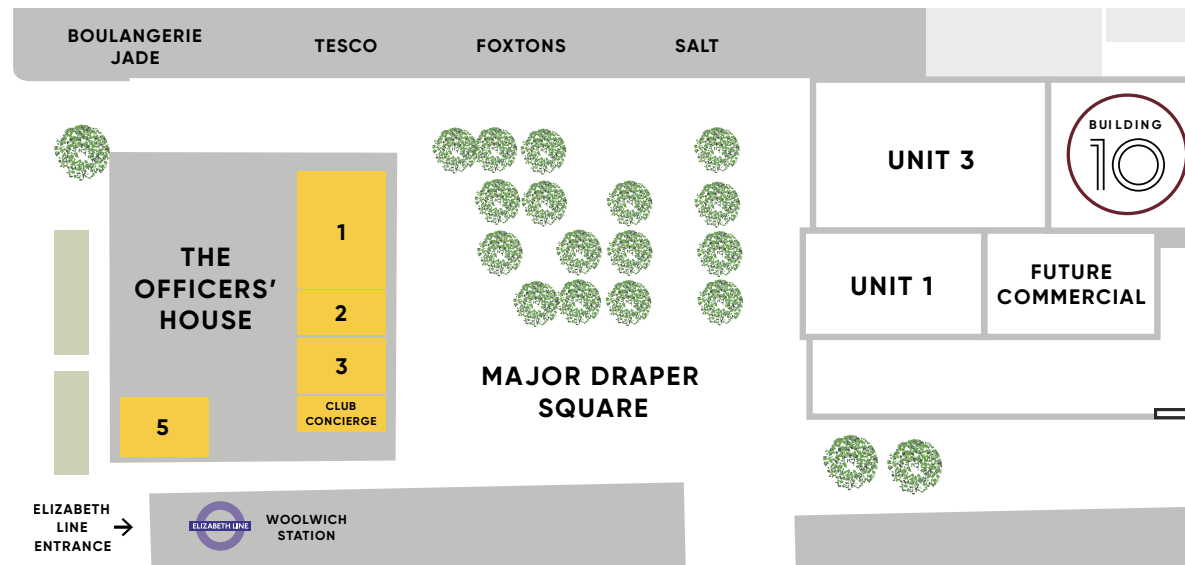 BOULANGERIE
JADE
TESCO
FOXTONS
SALT
UNIT 3
BUILDING
10
THE
OFFICERS’
HOUSE
1
2
3
CLUB
CONCIERGE
5
UNIT 1
FUTURE
COMMERCIAL
MAJOR DRAPER
SQUARE
ELIZABETH
LINE
ENTRANCE
ELIZABETH LINE
WOOLWICH
STATION